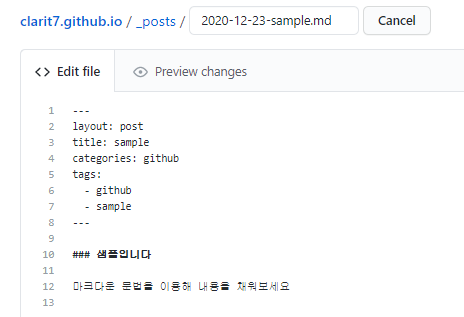 clarit7.github.io / _posts / 2020-12-23-sample.md Cancel
<> Edit file Preview changes
1 ---
2 layout: post
3 title: sample
4 categories: github
5 tags:
6 - github
7 - sample
8 ---
9
10 ### 샘플입니다
11
12 마크다운 문법을 이용해 내용을 채워보세요
13